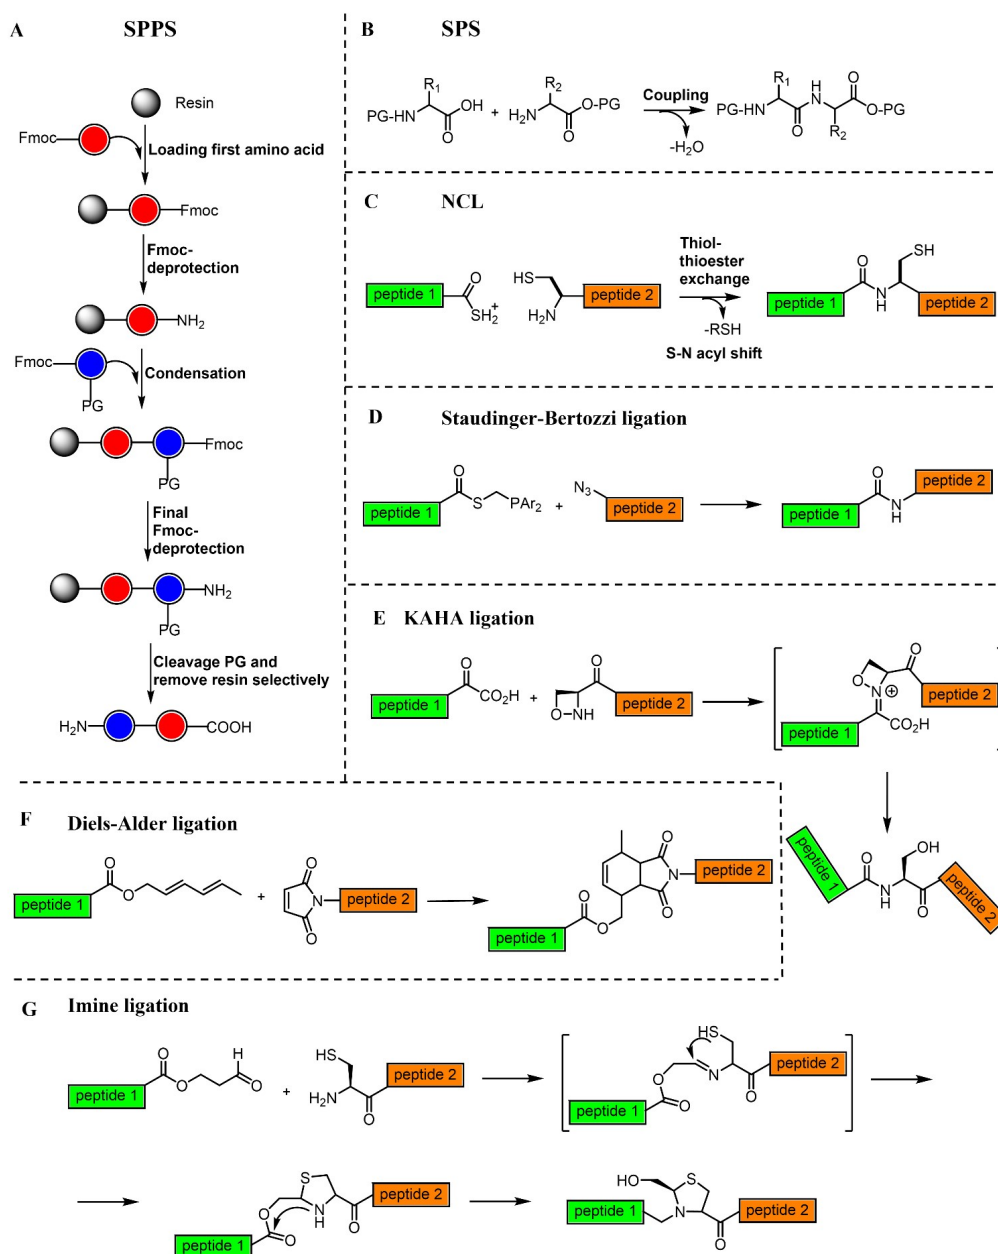 A SPPS
Resin
Fmoc
Loading first amino acid
Fmoc
Fmoc-
deprotection
NH2
Fmoc
PG
Condensation
Fmoc
PG
Final
Fmoc-
deprotection
NH2
PG
Cleavage PG and
remove resin selectively
H2N COOH
B SPS
R1
PG-HN OH
O
+
R2
H2N O-PG
O
Coupling
-H2O
R1 H O
PG-HN N O-PG
O R2
C NCL
peptide 1
O
SH2
+
HS
H2N
peptide 2
Thiol-
thioester
exchange
-RSH
S-N acyl shift
peptide 1
O
N
H
SH
peptide 2
D Staudinger-Bertozzi ligation
peptide 1
O
S PAr2
+
N3
peptide 2
peptide 1
O
N
H
peptide 2
E KAHA ligation
peptide 1
O
CO2H
+
O-NH
O
peptide 2
O
O N +
peptide 2
peptide 1
CO2H
peptide 1
O
N
H
OH
O
peptide 2
F Diels-Alder ligation
peptide 1
O
O
+
O
N
O
peptide 2
O
N
O
peptide 2
O
O
peptide 1
G Imine ligation
peptide 1
O
O
H
O
+
HS
H2N
O
peptide 2
HS
N
O
peptide 2
O
O
peptide 1
S
N
H
O
peptide 2
O
O
peptide 1
HO
S
peptide 1
N
O
peptide 2